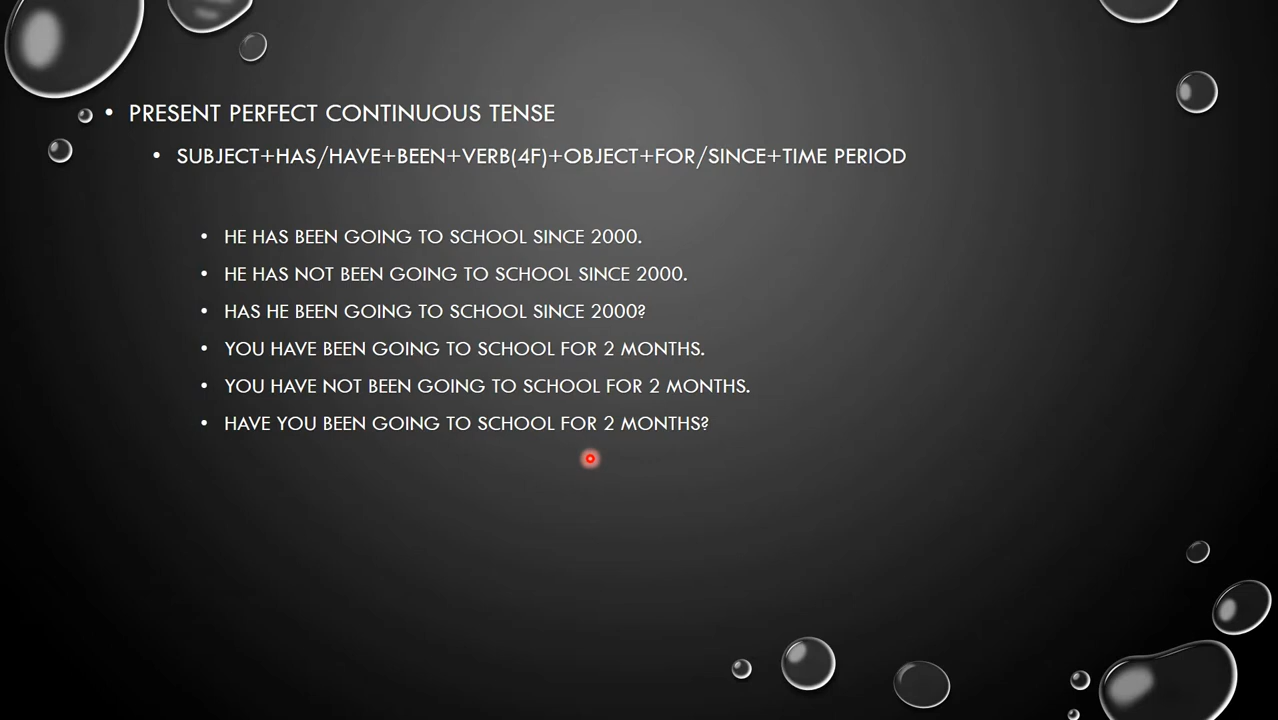 • PRESENT PERFECT CONTINUOUS TENSE
• SUBJECT+HAS/HAVE+BEEN+VERB(4F)+OBJECT+FOR/SINCE+TIME PERIOD
• HE HAS BEEN GOING TO SCHOOL SINCE 2000.
• HE HAS NOT BEEN GOING TO SCHOOL SINCE 2000.
• HAS HE BEEN GOING TO SCHOOL SINCE 2000?
• YOU HAVE BEEN GOING TO SCHOOL FOR 2 MONTHS.
• YOU HAVE NOT BEEN GOING TO SCHOOL FOR 2 MONTHS.
• HAVE YOU BEEN GOING TO SCHOOL FOR 2 MONTHS?